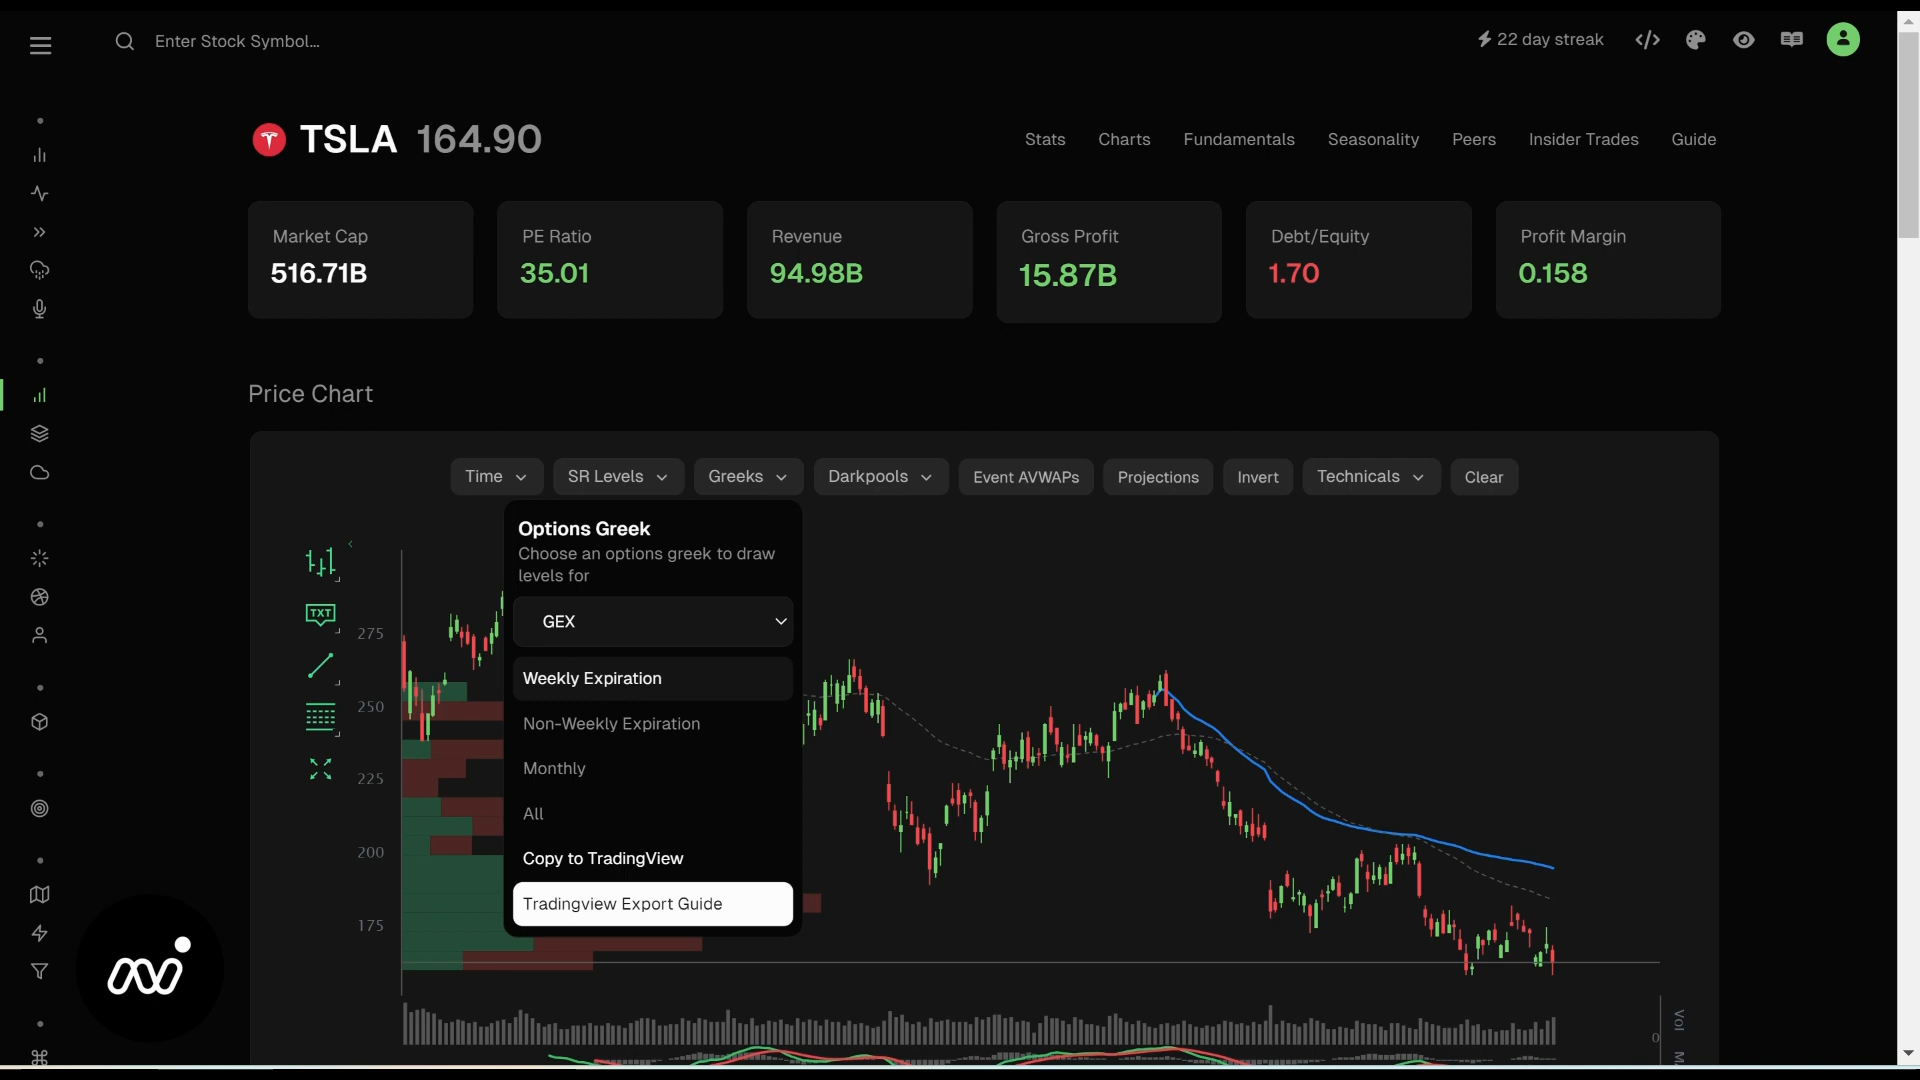 Enter Stock Symbol...
22 day streak
TSLA 164.90
Stats Charts Fundamentals Seasonality Peers Insider Trades Guide
Market Cap
516.71B
PE Ratio
35.01
Revenue
94.98B
Gross Profit
15.87B
Debt/Equity
1.70
Profit Margin
0.158
Price Chart
Time SR Levels Greeks Darkpools Event AVWAPs Projections Invert Technicals Clear
Options Greek
Choose an options greek to draw
levels for
GEX
Weekly Expiration
Non-Weekly Expiration
Monthly
All
Copy to TradingView
Tradingview Export Guide
TXT
275
250
225
200
175
Vol
0